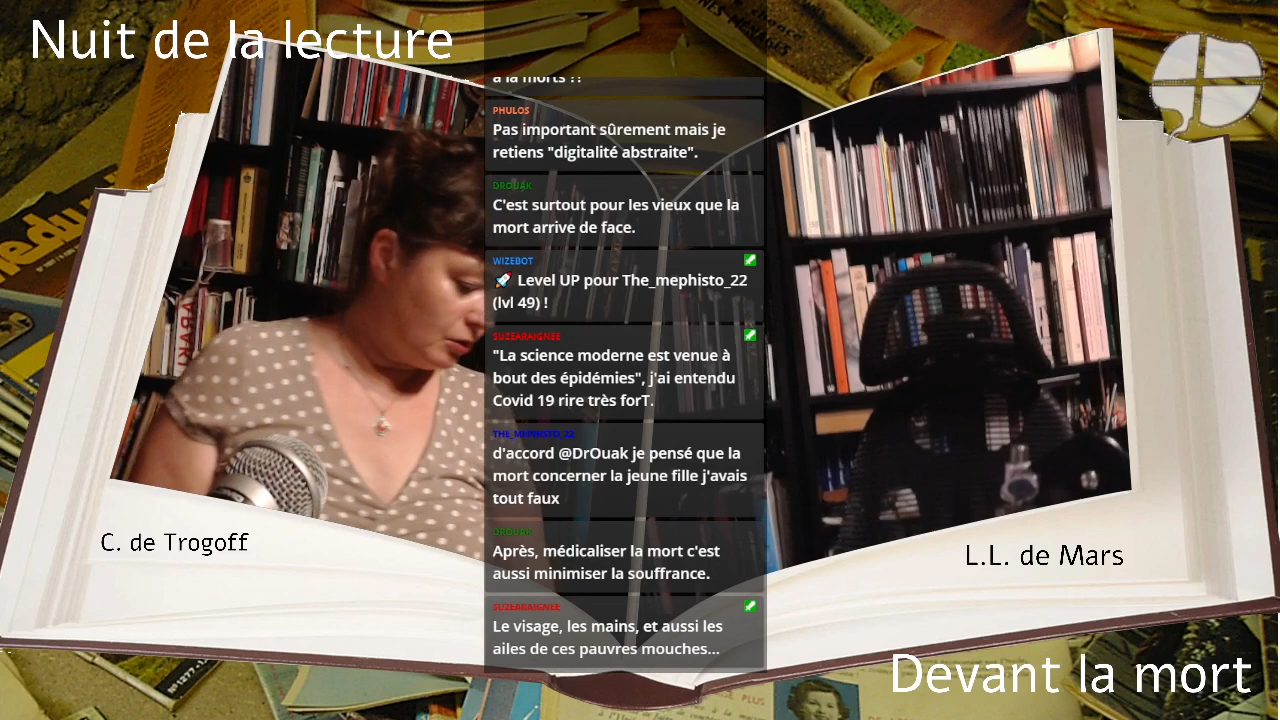 Nuit de la lecture
à la morts ??
PHULOS
Pas important sûrement mais je
retiens "digitalité abstraite".
DROUAK
C'est surtout pour les vieux que la
mort arrive de face.
WIZEBOT
🚀 Level UP pour The_mephisto_22
(lvl 49) !
SUZEARAIGNEE
"La science moderne est venue à
bout des épidémies", j'ai entendu
Covid 19 rire très forT.
THE_MEPHISTO_22
d'accord @DrOuak je pensé que la
mort concerner la jeune fille j'avais
tout faux
DROUAK
Après, médicaliser la mort c'est
aussi minimiser la souffrance.
SUZEARAIGNEE
Le visage, les mains, et aussi les
ailes de ces pauvres mouches...
C. de Trogoff
L.L. de Mars
Devant la mort
PLUS